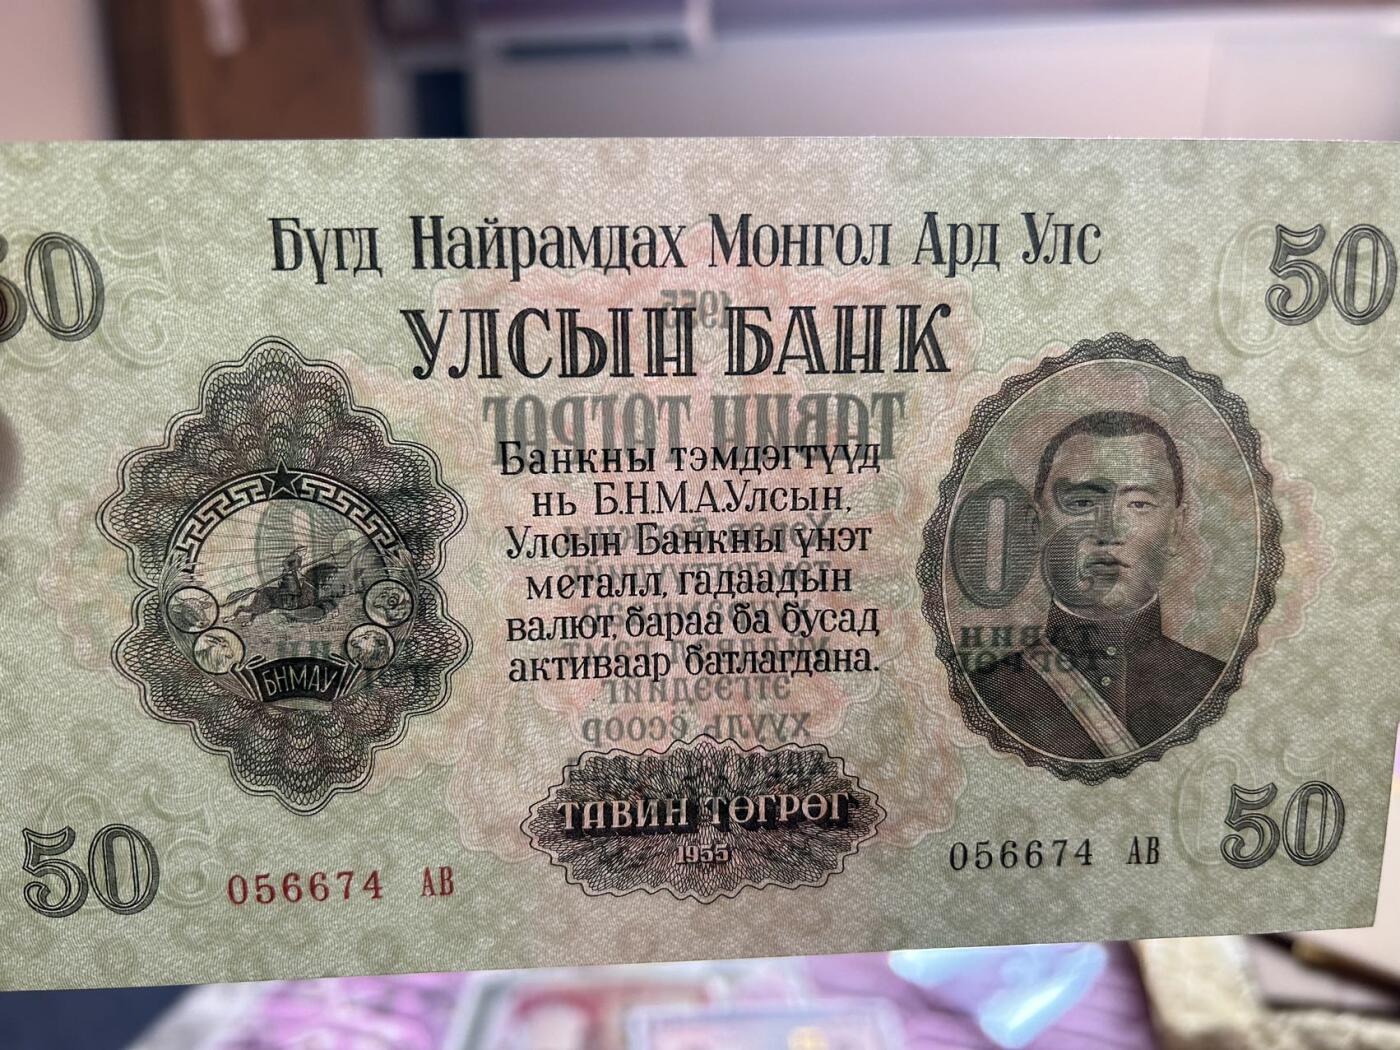 Бүгд Найрамдах Монгол Ард Улс
50
50
УЛСЫН БАНК
Банкны тэмдэгтүүд
нь Б.Н.М.А.Улсын,
Улсын Банкны үнэт
металл, гадаадын
валют, бараа ба бусад
активаар батлагдана.
БНМАУ
ТАВИН ТӨГРӨГ
1955
50
056674 АВ
056674 АВ
50